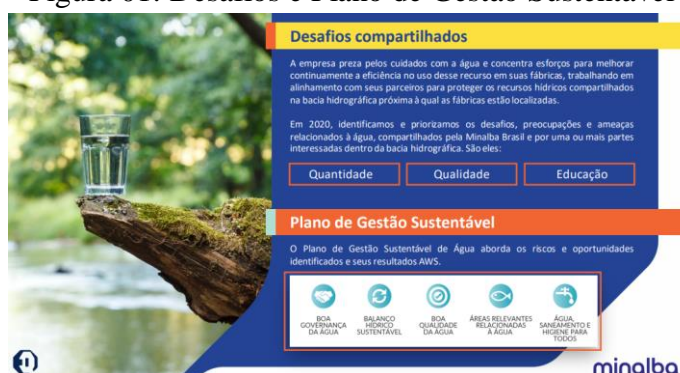 Figura 01: Desafios e Plano de Gestão Sustentável
Desafios compartilhados
A empresa preza pelos cuidados com a água e concentra esforços para melhorar
continuamente a eficiência no uso desse recurso em suas fábricas, trabalhando em
alinhamento com seus parceiros para proteger os recursos hídricos compartilhados
na bacia hidrográfica próxima à qual as fábricas estão localizadas.
Em 2020, identificamos e priorizamos os desafios, preocupações e ameaças
relacionados à água, compartilhados pela Minalba Brasil e por uma ou mais partes
interessadas dentro da bacia hidrográfica. São eles:
Quantidade
Qualidade
Educação
Plano de Gestão Sustentável
O Plano de Gestão Sustentável de Água aborda os riscos e oportunidades
identificados e seus resultados AWS.
BOA
GOVERNANÇA
DA ÁGUA
BALANÇO
HÍDRICO
SUSTENTÁVEL
BOA
QUALIDADE
DA ÁGUA
ÁREAS RELEVANTES
RELACIONADAS
À ÁGUA
ÁGUA,
SANEAMENTO E
HIGIENE PARA
TODOS
minalba